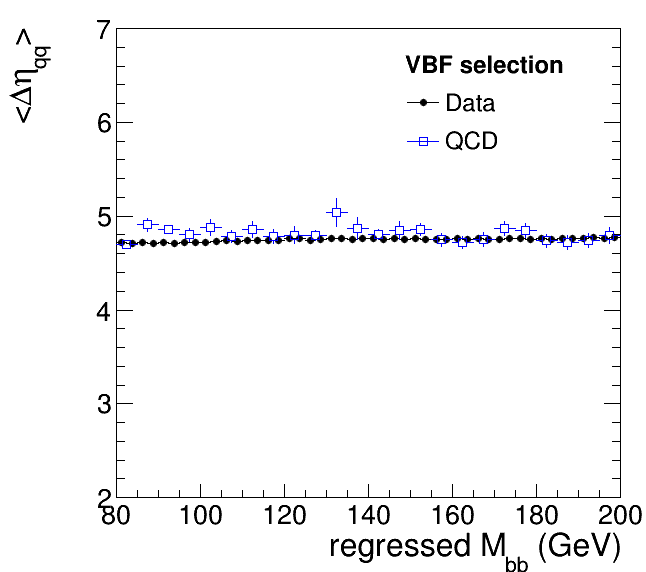 <Δη_qq>
7
6
5
4
3
2
VBF selection
Data
QCD
80 100 120 140 160 180 200
regressed M_bb (GeV)